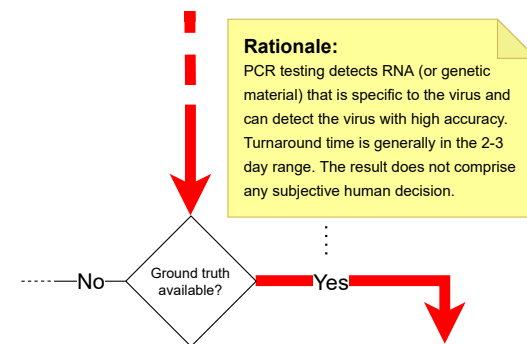 Rationale:
PCR testing detects RNA (or genetic
material) that is specific to the virus and
can detect the virus with high accuracy.
Turnaround time is generally in the 2-3
day range. The result does not comprise
any subjective human decision.
No
Ground truth
available?
Yes